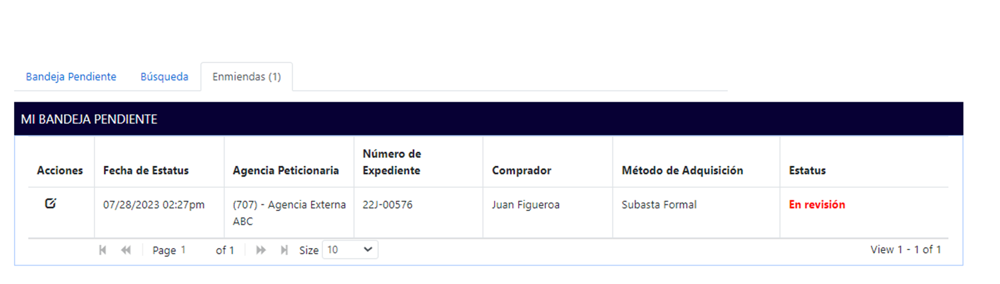 Bandeja Pendiente Búsqueda Enmiendas (1)
MI BANDEJA PENDIENTE
Acciones Fecha de Estatus Agencia Peticionaria Número de Expediente Comprador Método de Adquisición Estatus
07/28/2023 02:27pm (707) - Agencia Externa ABC 22J-00576 Juan Figueroa Subasta Formal En revisión
Page 1 of 1 Size 10 View 1 - 1 of 1